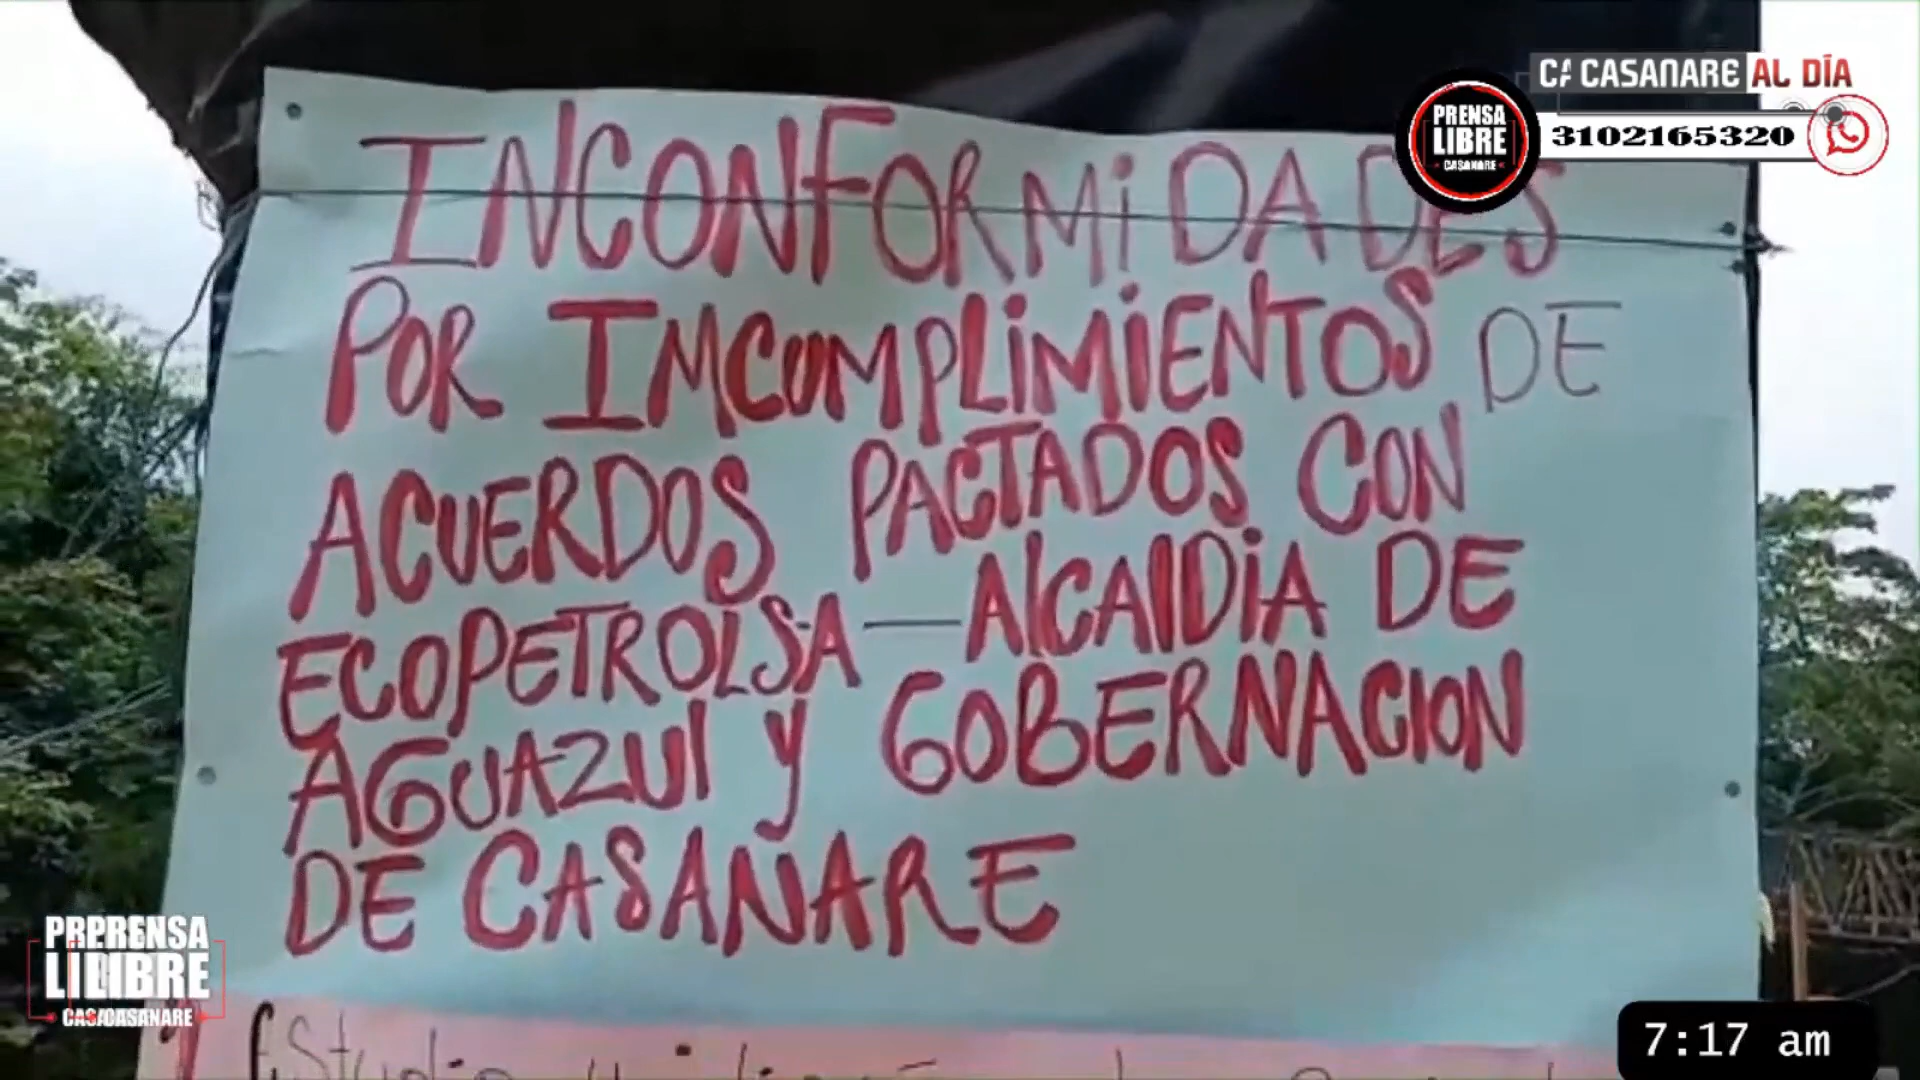 CASANARE AL DÍA
PRENSA
LIBRE
CASANARE
3102165320
INCONFORMiDADES
POR IMCUMPLiMiENTOS DE
ACUERDOS PACTADOS CON
ECOPETROLSA — AlCAlDiA DE
AGUAZUl y GOBERNACION
DE CASANARE
PRENSA
LIBRE
CASANARE
7:17 am